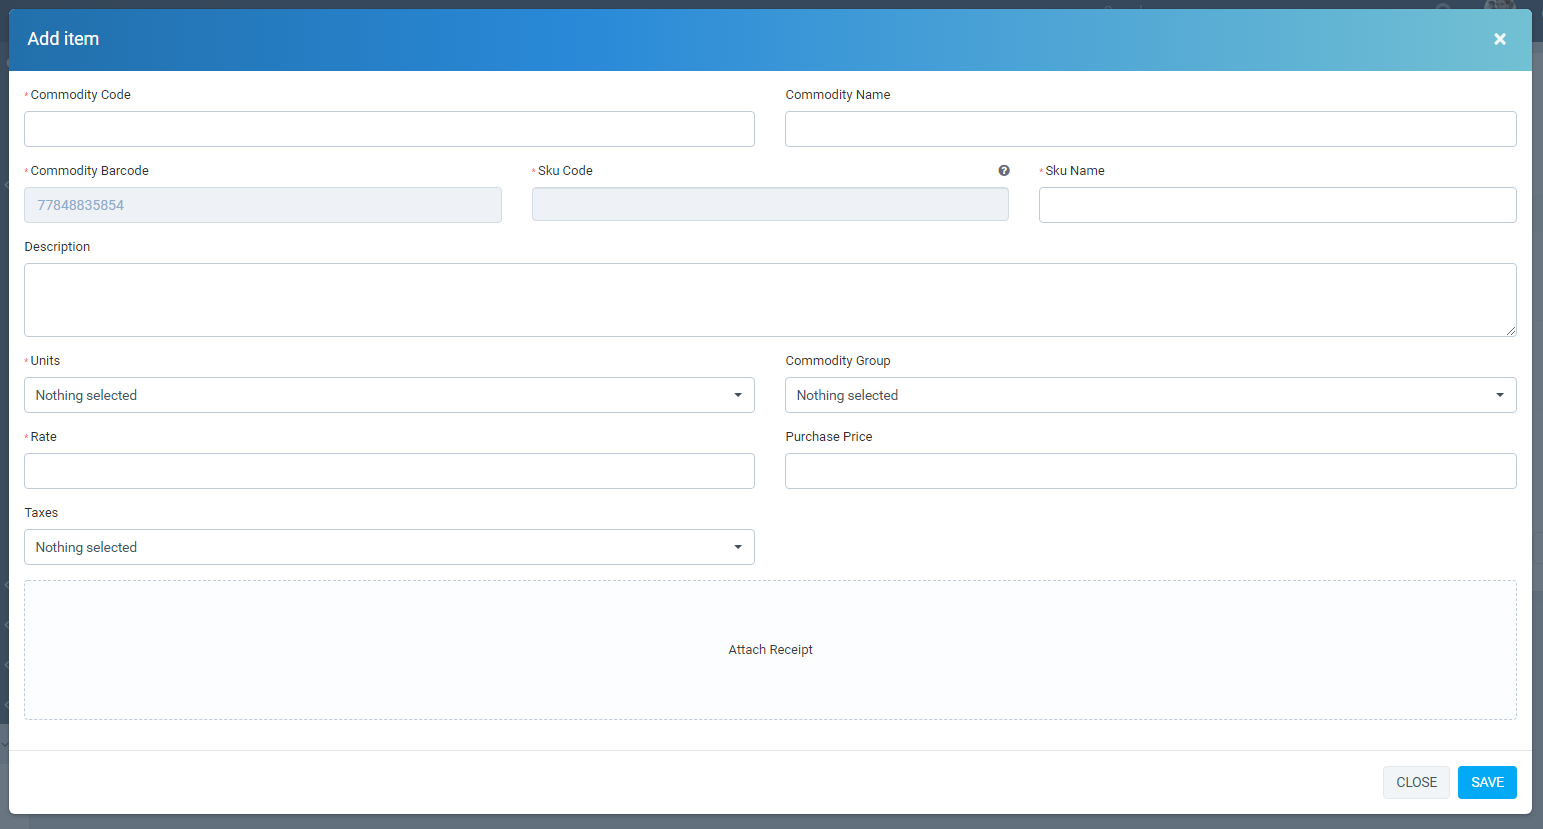 Add item
×
* Commodity Code
Commodity Name
* Commodity Barcode
* Sku Code
?
* Sku Name
77848835854
Description
* Units
Commodity Group
Nothing selected
Nothing selected
* Rate
Purchase Price
Taxes
Nothing selected
Attach Receipt
CLOSE
SAVE